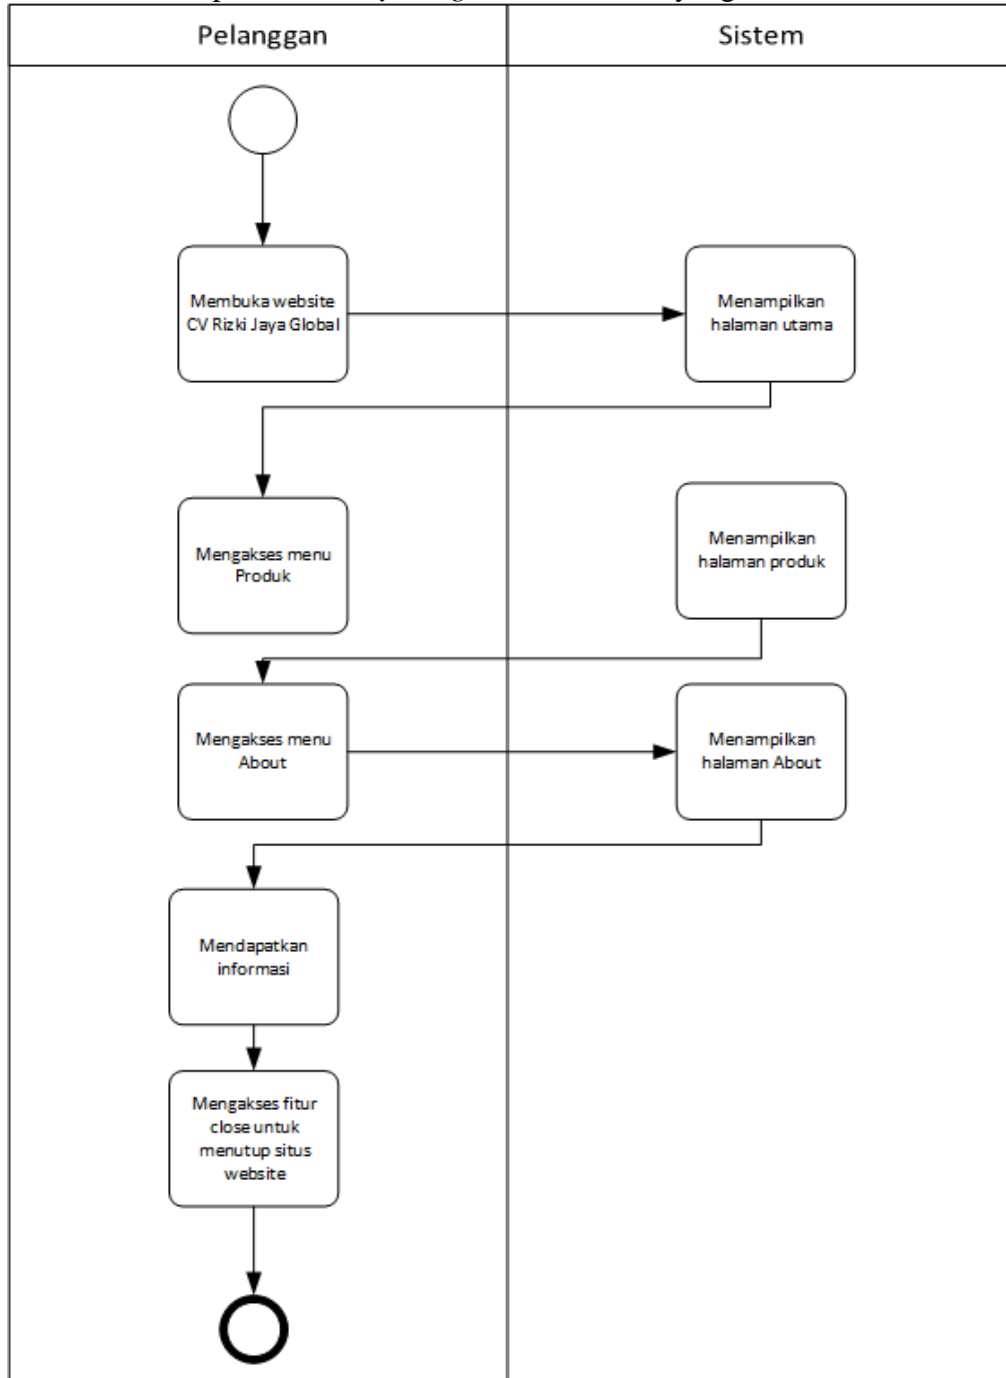 Pelanggan
Sistem
Membuka website
CV Rizki Jaya Global
Menampilkan
halaman utama
Mengakses menu
Produk
Menampilkan
halaman produk
Mengakses menu
About
Menampilkan
halaman About
Mendapatkan
informasi
Mengakses fitur
close untuk
menutup situs
website